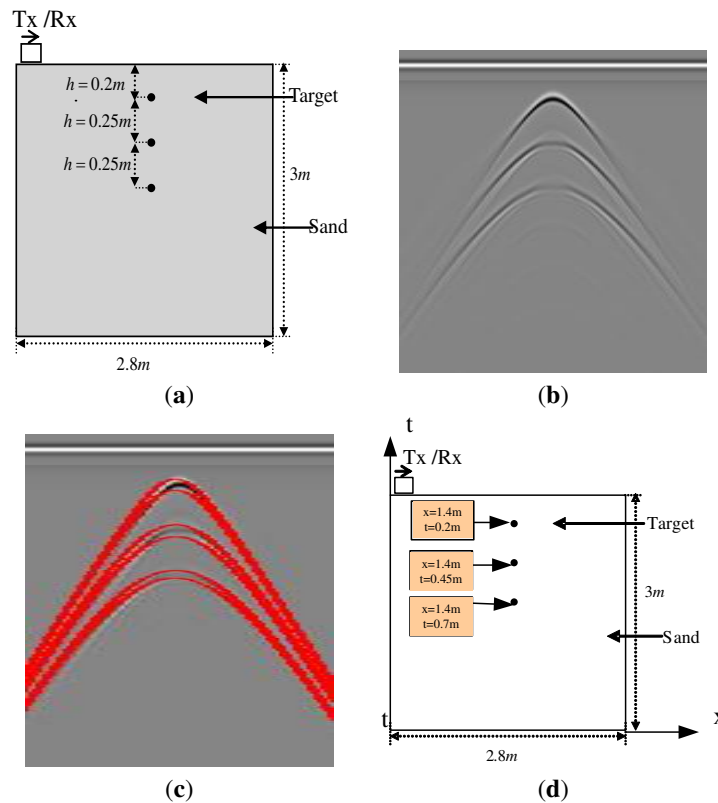 Tx /Rx
h = 0.2m
Target
h = 0.25m
h = 0.25m
3m
Sand
2.8m
(a)
(b)
(c)
t
Tx /Rx
x=1.4m
t=0.2m
Target
x=1.4m
t=0.45m
x=1.4m
t=0.7m
3m
Sand
t
x
2.8m
(d)